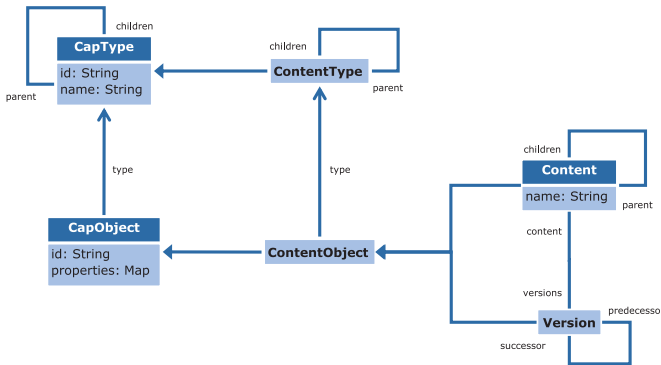 children
CapType
id: String
name: String
parent
children
ContentType
parent
type
type
children
Content
name: String
parent
CapObject
id: String
properties: Map
ContentObject
content
versions
Version
predecesso
successor